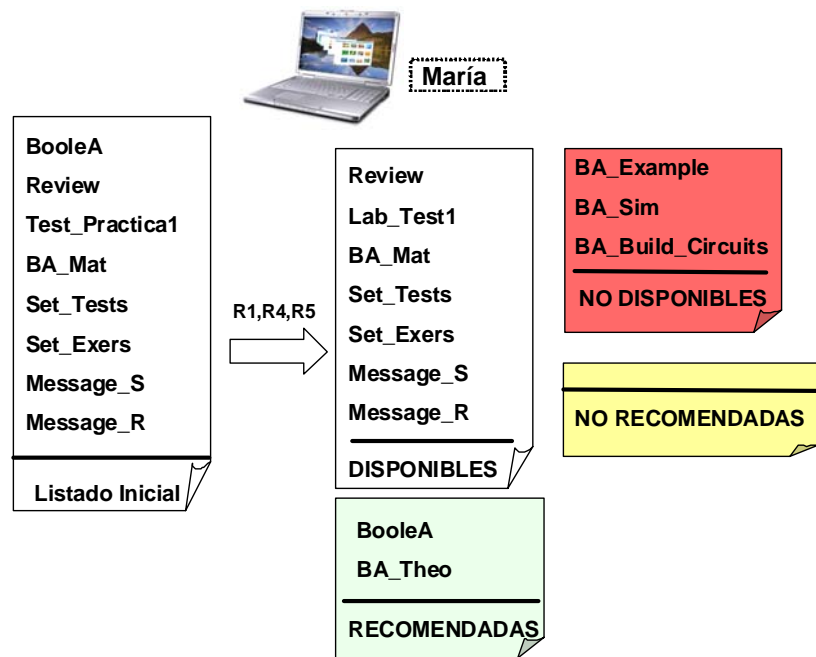 María
BooleA
Review
Test_Practica1
BA_Mat
Set_Tests
Set_Exers
Message_S
Message_R
Listado Inicial
R1,R4,R5
Review
Lab_Test1
BA_Mat
Set_Tests
Set_Exers
Message_S
Message_R
DISPONIBLES
BooleA
BA_Theo
RECOMENDADAS
BA_Example
BA_Sim
BA_Build_Circuits
NO DISPONIBLES
NO RECOMENDADAS